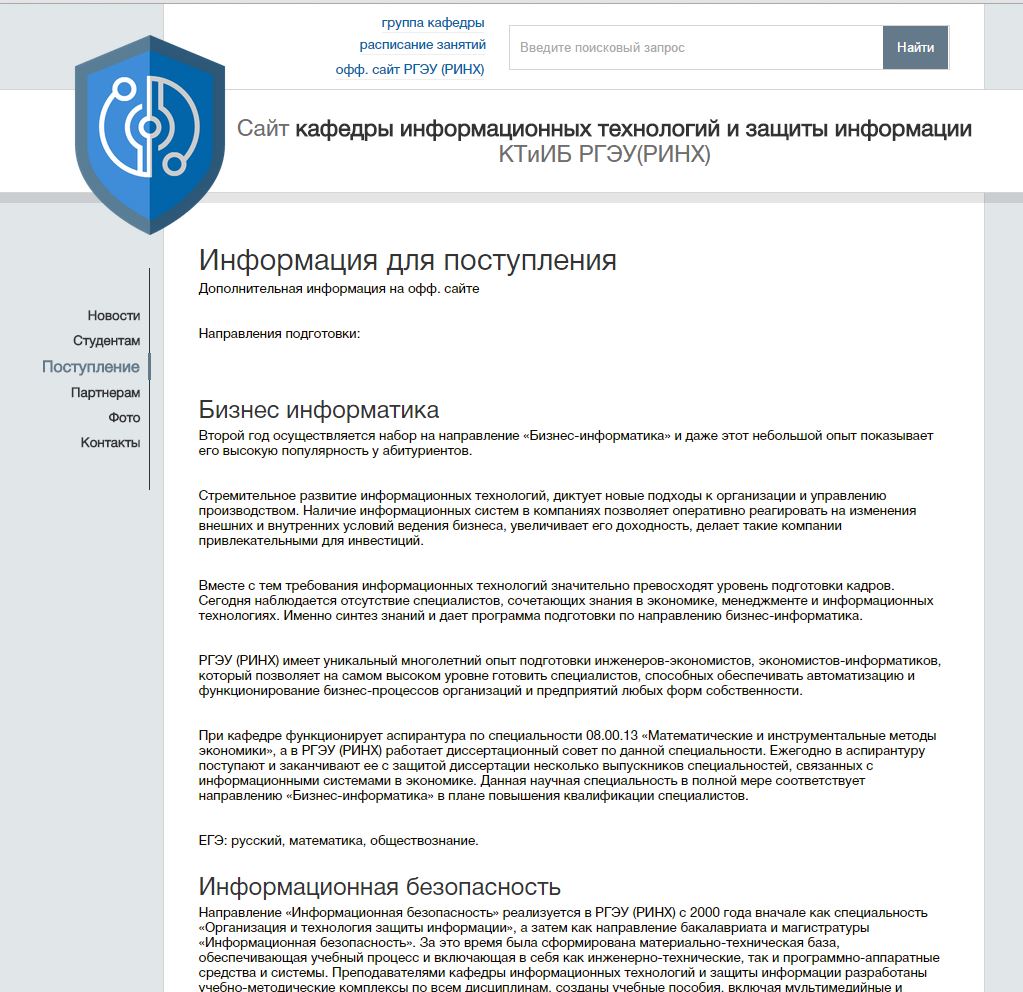 группа кафедры
расписание занятий
офф. сайт РГЭУ (РИНХ)
Введите поисковый запрос
Найти
Сайт кафедры информационных технологий и защиты информации
КТиИБ РГЭУ(РИНХ)
Новости
Студентам
Поступление
Партнерам
Фото
Контакты
Информация для поступления
Дополнительная информация на офф. сайте
Направления подготовки:
Бизнес информатика
Второй год осуществляется набор на направление «Бизнес-информатика» и даже этот небольшой опыт показывает
его высокую популярность у абитуриентов.
Стремительное развитие информационных технологий, диктует новые подходы к организации и управлению
производством. Наличие информационных систем в компаниях позволяет оперативно реагировать на изменения
внешних и внутренних условий ведения бизнеса, увеличивает его доходность, делает такие компании
привлекательными для инвестиций.
Вместе с тем требования информационных технологий значительно превосходят уровень подготовки кадров.
Сегодня наблюдается отсутствие специалистов, сочетающих знания в экономике, менеджменте и информационных
технологиях. Именно синтез знаний и дает программа подготовки по направлению бизнес-информатика.
РГЭУ (РИНХ) имеет уникальный многолетний опыт подготовки инженеров-экономистов, экономистов-информатиков,
который позволяет на самом высоком уровне готовить специалистов, способных обеспечивать автоматизацию и
функционирование бизнес-процессов организаций и предприятий любых форм собственности.
При кафедре функционирует аспирантура по специальности 08.00.13 «Математические и инструментальные методы
экономики», а в РГЭУ (РИНХ) работает диссертационный совет по данной специальности. Ежегодно в аспирантуру
поступают и заканчивают ее с защитой диссертации несколько выпускников специальностей, связанных с
информационными системами в экономике. Данная научная специальность в полной мере соответствует
направлению «Бизнес-информатика» в плане повышения квалификации специалистов.
ЕГЭ: русский, математика, обществознание.
Информационная безопасность
Направление «Информационная безопасность» реализуется в РГЭУ (РИНХ) с 2000 года вначале как специальность
«Организация и технология защиты информации», а затем как направление бакалавриата и магистратуры
«Информационная безопасность». За это время была сформирована материально-техническая база,
обеспечивающая учебный процесс и включающая в себя как инженерно-технические, так и программно-аппаратные
средства и системы. Преподавателями кафедры информационных технологий и защиты информации разработаны
учебно-методические комплексы по всем дисциплинам, созданы учебные пособия, включая мультимедийные и